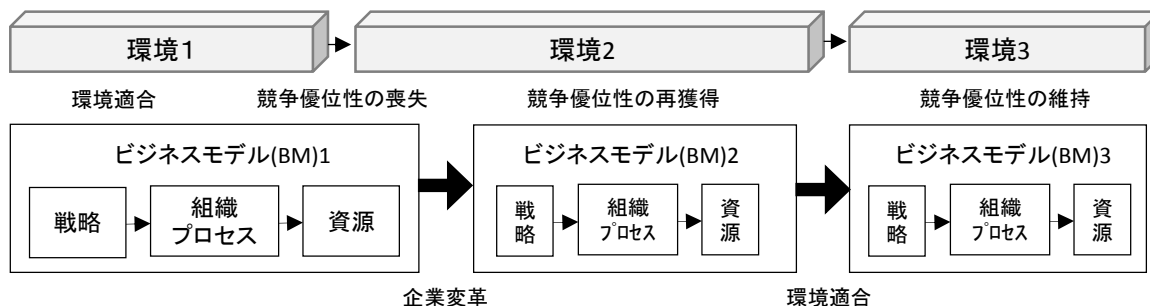 環境１
環境2
環境3
環境適合
競争優位性の喪失
競争優位性の再獲得
競争優位性の維持
ビジネスモデル(BM)1
戦略
組織
プロセス
資源
ビジネスモデル(BM)2
戦
略
組織
プロセス
資
源
ビジネスモデル(BM)3
戦
略
組織
プロセス
資
源
企業変革
環境適合